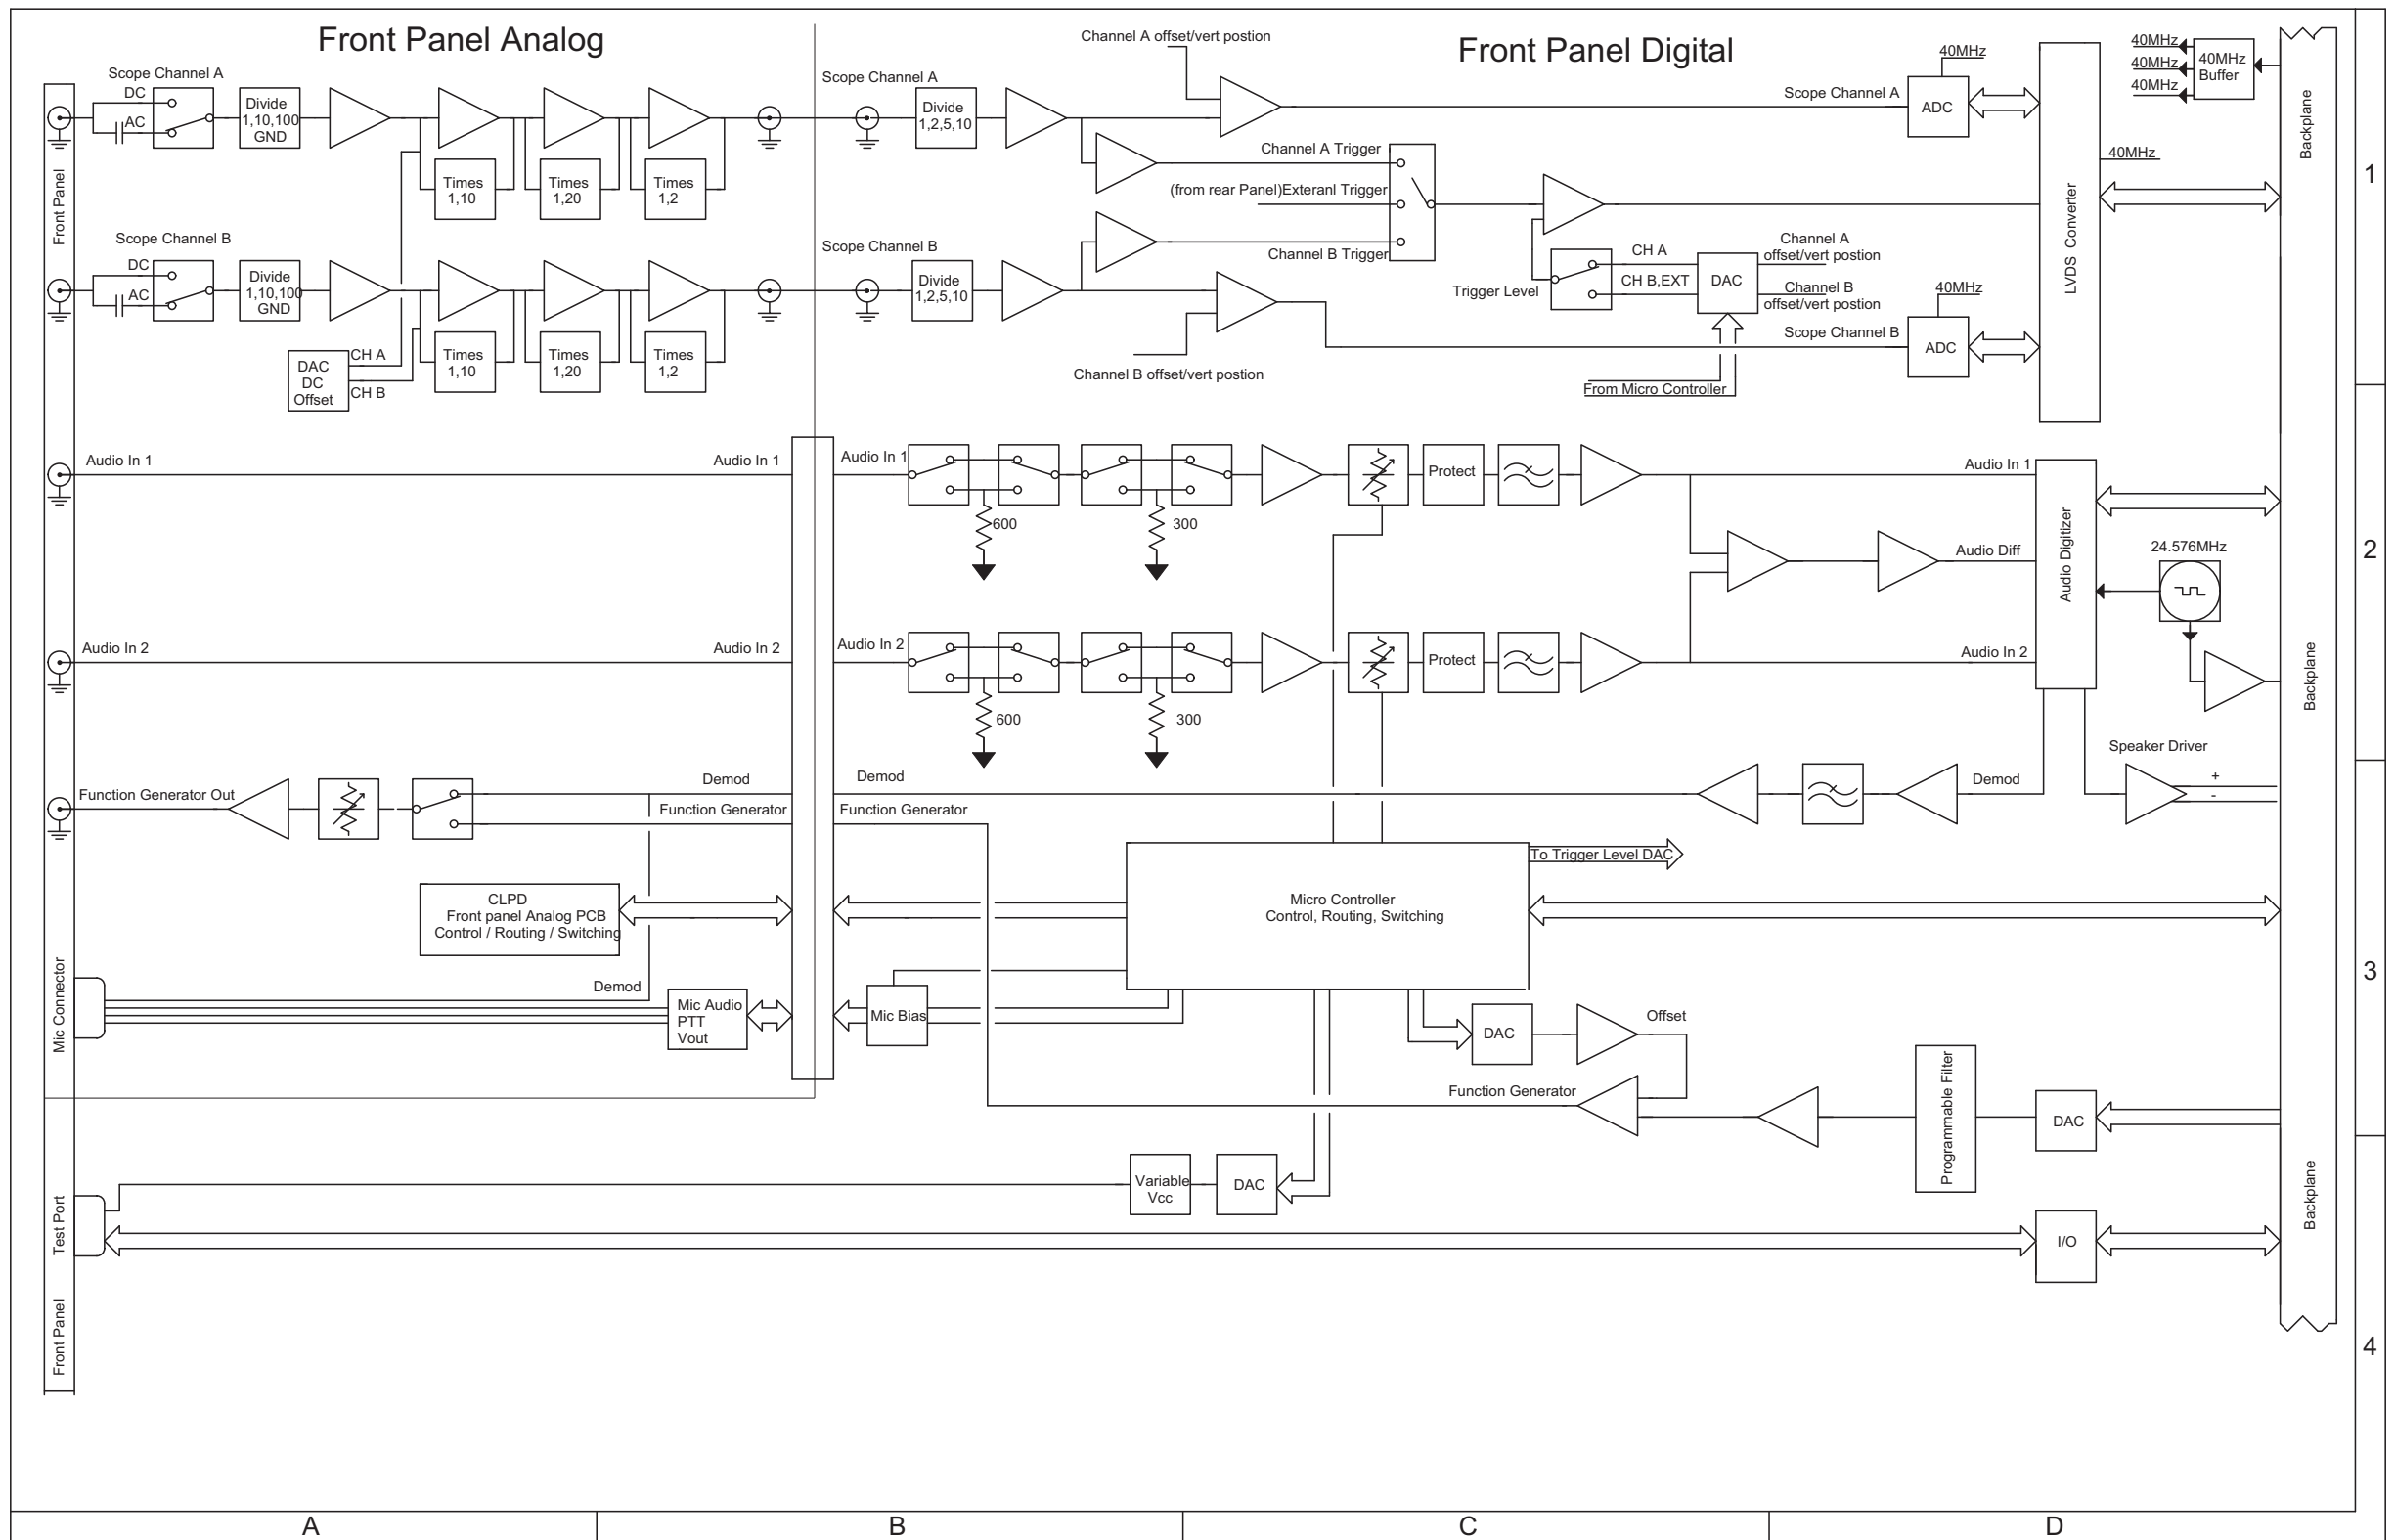 Front Panel Analog
Front Panel Digital
Channel A offset/vert postion
Scope Channel A
DC
AC
Divide
1,10,100
GND
Times
1,10
Times
1,20
Times
1,2
Scope Channel A
Divide
1,2,5,10
Channel A Trigger
(from rear Panel)Exteranl Trigger
Channel B Trigger
Scope Channel A
40MHz
ADC
40MHz
40MHz
40MHz
40MHz
Buffer
40MHz
LVDS Converter
Backplane
1
Front Panel
Scope Channel B
DC
AC
Divide
1,10,100
GND
DAC
DC
Offset
CH A
CH B
Times
1,10
Times
1,20
Times
1,2
Scope Channel B
Divide
1,2,5,10
Channel B offset/vert postion
Trigger Level
CH A
CH B,EXT
DAC
Channel A
offset/vert postion
Channel B
offset/vert postion
From Micro Controller
Scope Channel B
40MHz
ADC
Audio In 1
Audio In 1
Audio In 1
600
300
Protect
Audio In 1
Audio Diff
Audio Digitizer
24.576MHz
2
Audio In 2
Audio In 2
Audio In 2
600
300
Protect
Audio In 2
Backplane
Function Generator Out
Demod
Function Generator
Demod
Function Generator
Demod
Speaker Driver
+
-
To Trigger Level DAC
Micro Controller
Control, Routing, Switching
CLPD
Front panel Analog PCB
Control / Routing / Switching
Mic Connector
Demod
Mic Audio
PTT
Vout
Mic Bias
3
DAC
Offset
Function Generator
Programmable Filter
DAC
Test Port
Variable
Vcc
DAC
I/O
Backplane
Front Panel
4
A
B
C
D